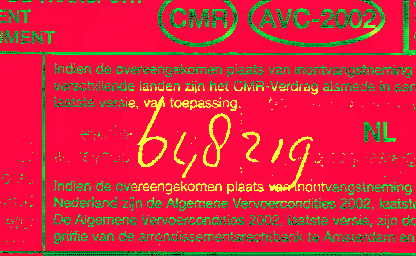 ENT CMR AVC-2002
UMENT
Indien de overeengekomen plaats van inontvangstneming
verschillende landen zijn het CMR-Verdrag alsmede in aan
laatste versie, van toepassing.
NL
Indien de overeengekomen plaats van inontvangstneming
Nederland zijn de Algemene Vervoercondities 2002, laatste
De Algemene Vervoercondities 2002, laatste versie, zijn de
griffie van de arrondissementsrechtbank te Amsterdam en